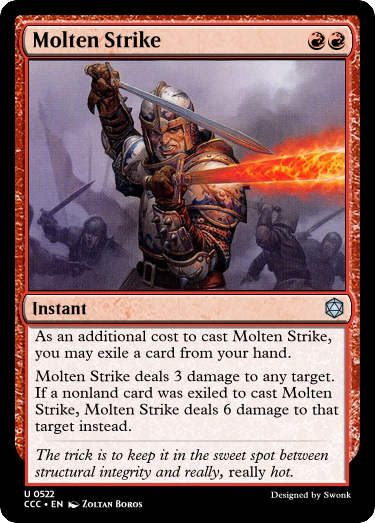 Molten Strike
Instant
As an additional cost to cast Molten Strike,
you may exile a card from your hand.
Molten Strike deals 3 damage to any target.
If a nonland card was exiled to cast Molten
Strike, Molten Strike deals 6 damage to that
target instead.
The trick is to keep it in the sweet spot between
structural integrity and really, really hot.
U 0522
CCC • EN Zoltan Boros
Designed by Swonk